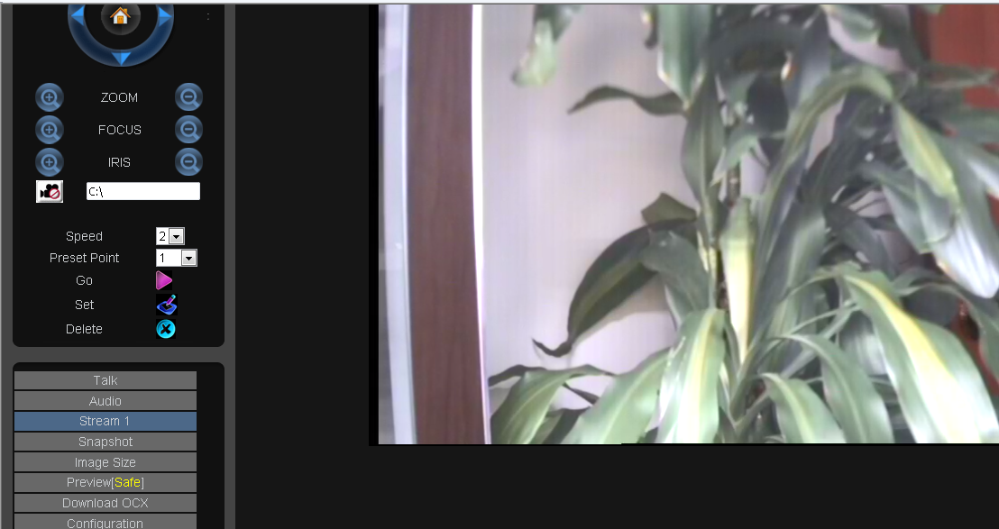 ZOOM
FOCUS
IRIS
C:\
Speed 2
Preset Point 1
Go
Set
Delete
Talk
Audio
Stream 1
Snapshot
Image Size
Preview[Safe]
Download OCX
Configuration